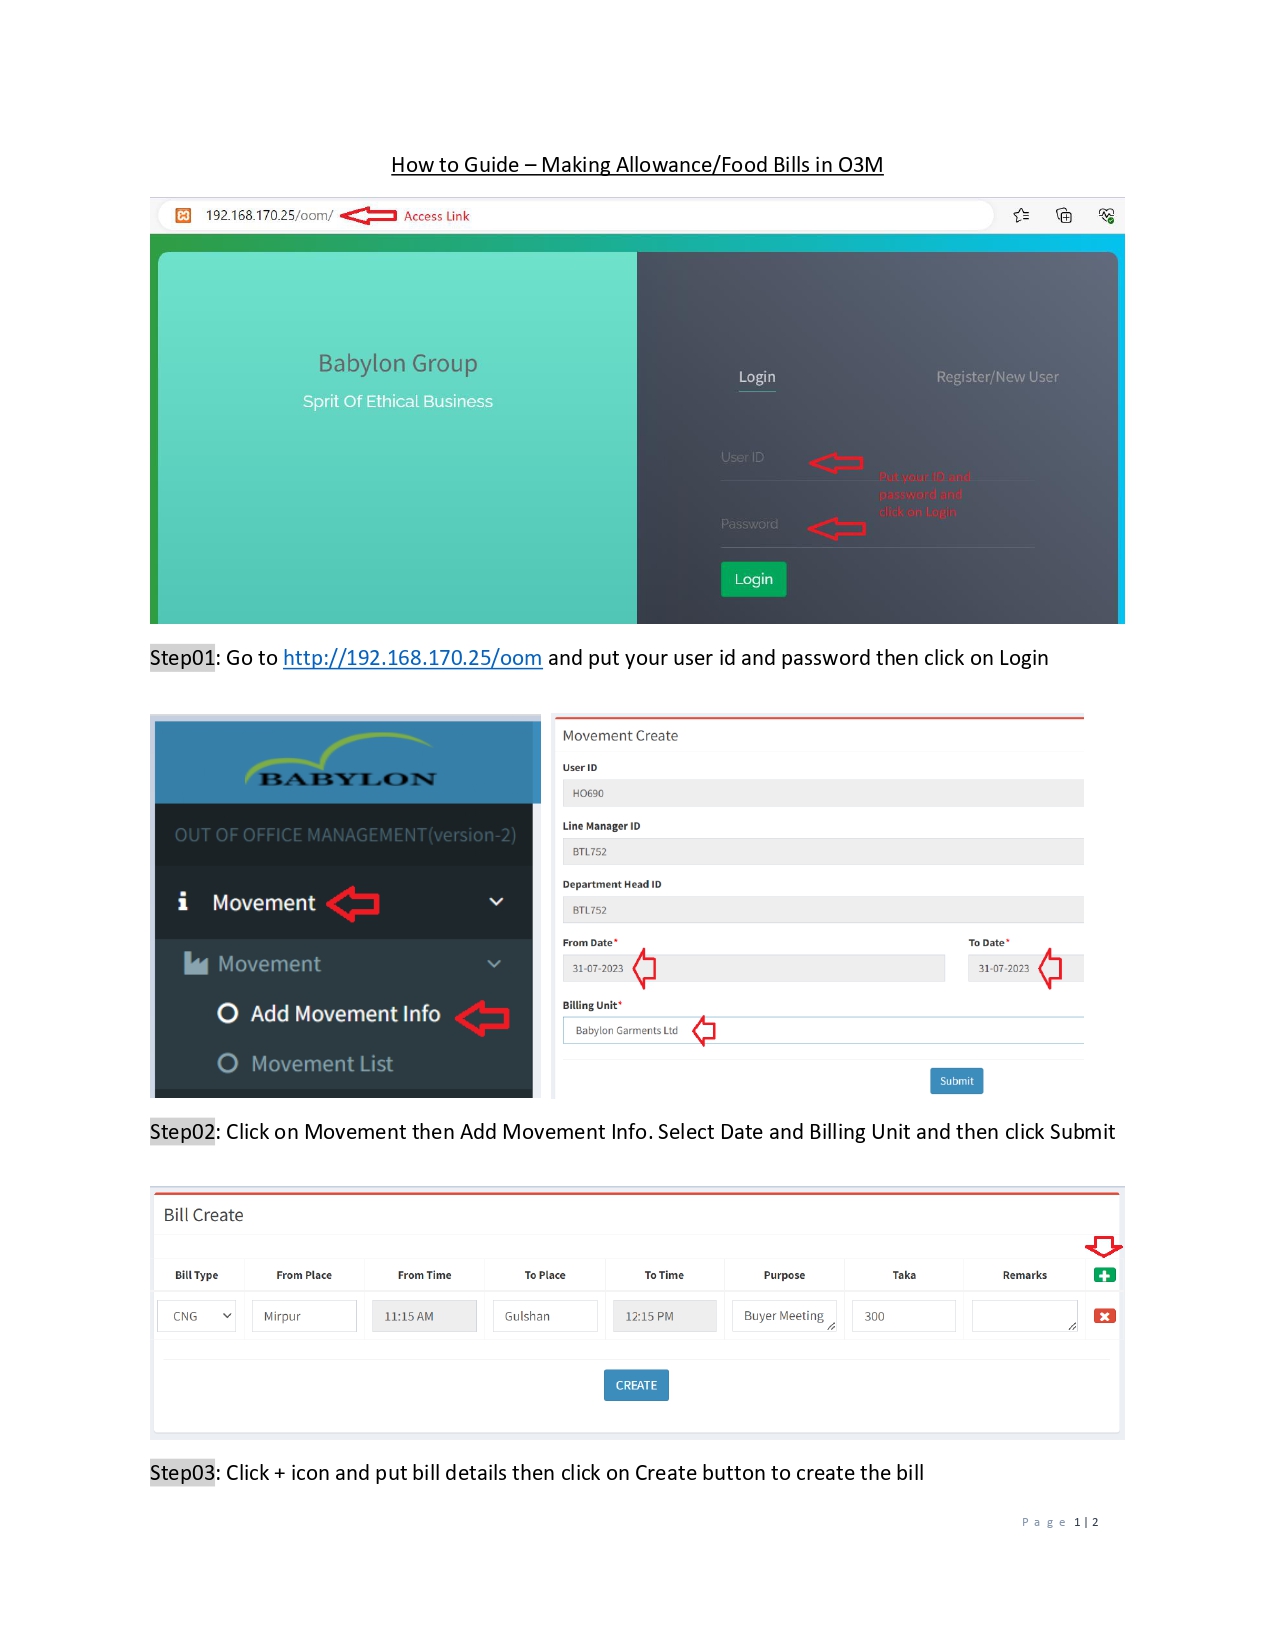 How to Guide – Making Allowance/Food Bills in O3M
192.168.170.25/oom/ Access Link
Babylon Group
Sprit Of Ethical Business
Login Register/New User
User ID
Put your ID and
password and
click on Login
Password
Login
Step01: Go to http://192.168.170.25/oom and put your user id and password then click on Login
BABYLON
OUT OF OFFICE MANAGEMENT(version-2)
Movement
Movement
Add Movement Info
Movement List
Movement Create
User ID
HO690
Line Manager ID
BTL752
Department Head ID
BTL752
From Date* To Date*
31-07-2023 31-07-2023
Billing Unit*
Babylon Garments Ltd
Submit
Step02: Click on Movement then Add Movement Info. Select Date and Billing Unit and then click Submit
Bill Create
Bill Type From Place From Time To Place To Time Purpose Taka Remarks
CNG Mirpur 11:15 AM Gulshan 12:15 PM Buyer Meeting 300
CREATE
Step03: Click + icon and put bill details then click on Create button to create the bill
Page 1 | 2